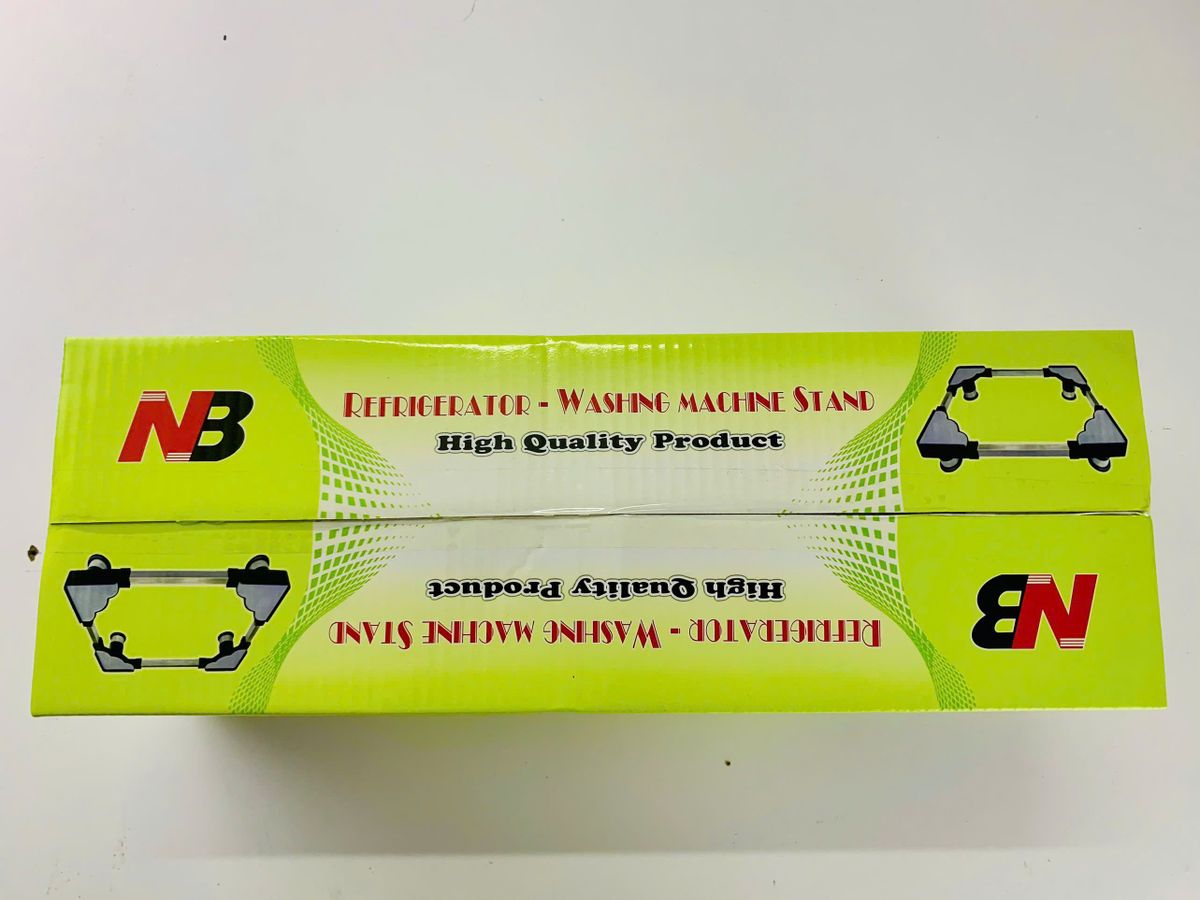 NB
REFRIGERATOR - WASHING MACHINE STAND
High Quality Product
High Quality Product
REFRIGERATOR - WASHING MACHINE STAND
NB